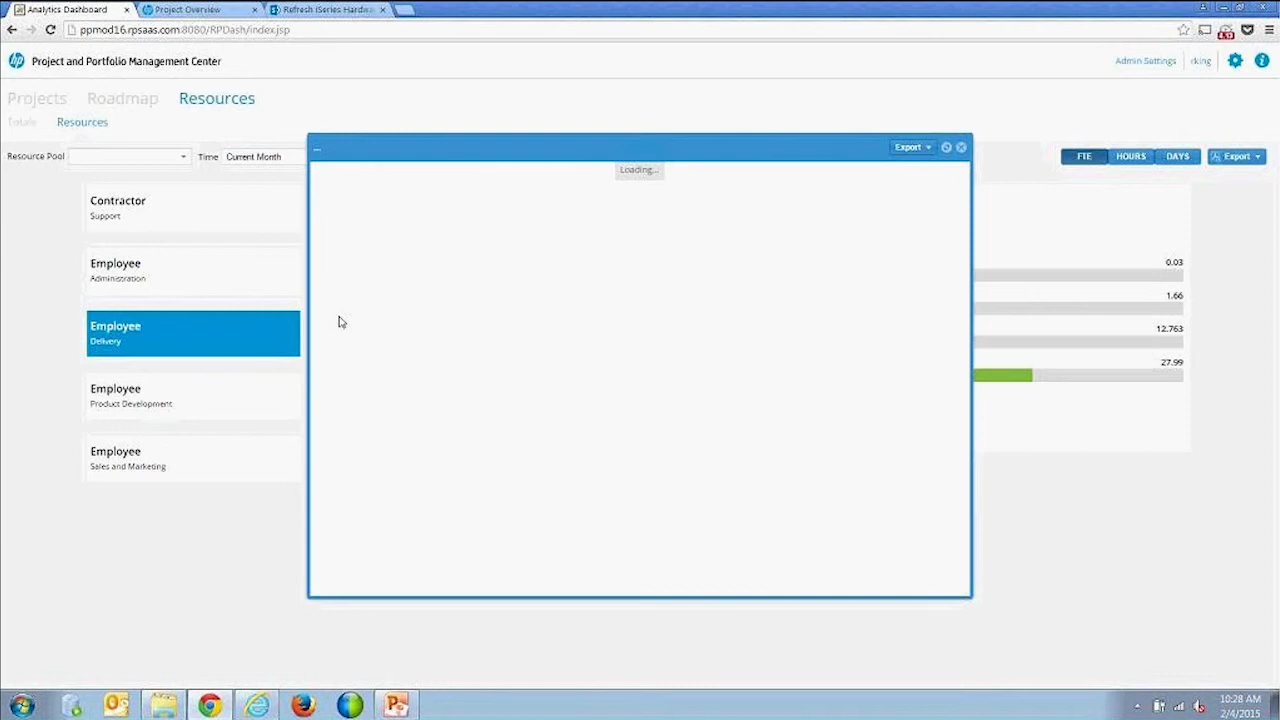 Analytics Dashboard
Project Overview
Refresh iSeries Hardwa
ppmod16.rpsaas.com:8080/RPDash/index.jsp
hp
Project and Portfolio Management Center
Admin Settings
rking
Projects
Roadmap
Resources
Totals
Resources
Resource Pool
Time
Current Month
FTE
HOURS
DAYS
Export
...
Export
Loading...
Contractor
Support
Employee
Administration
Employee
Delivery
Employee
Product Development
Employee
Sales and Marketing
0.03
1.66
12.763
27.99
10:28 AM
2/4/2015